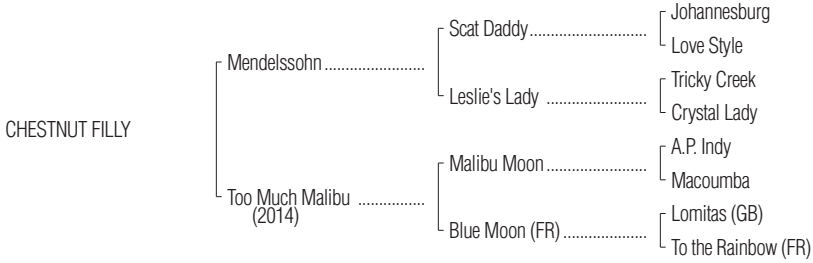 Johannesburg
Scat Daddy
Love Style
Mendelssohn
Tricky Creek
Leslie's Lady
Crystal Lady
CHESTNUT FILLY
A.P. Indy
Malibu Moon
Macoumba
Too Much Malibu
(2014)
Lomitas (GB)
Blue Moon (FR)
To the Rainbow (FR)